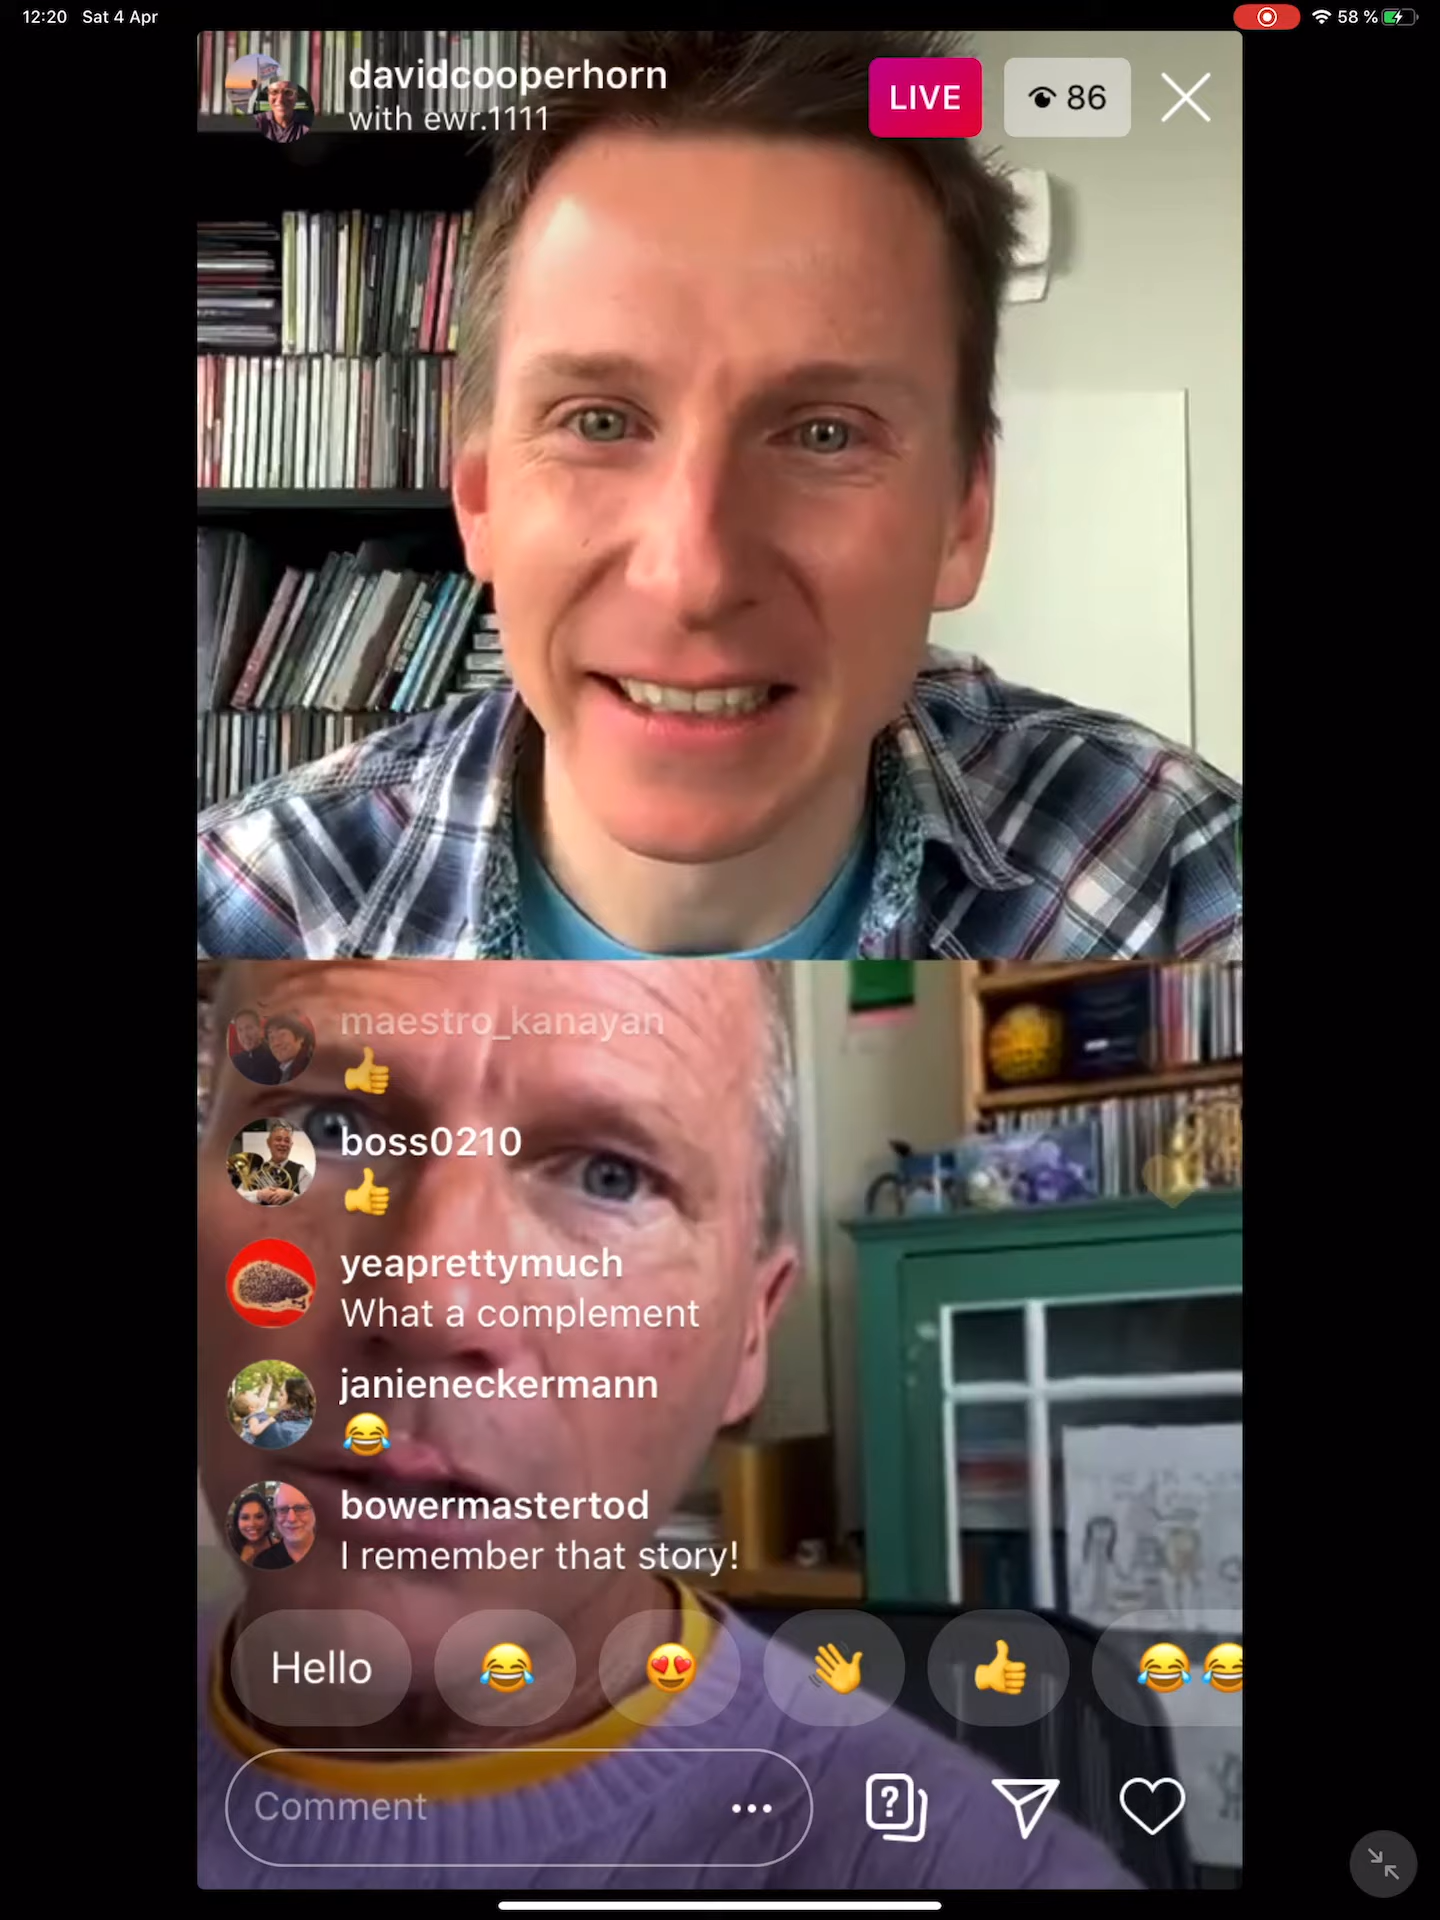 12:20 Sat 4 Apr
58 %
davidcooperhorn
with ewr.1111
LIVE
86
maestro_kanayan
👍
boss0210
👍
yeaprettymuch
What a complement
janieneckermann
😂
bowermastertod
I remember that story!
Hello 😂 😍 👋 👍 😂😂
Comment